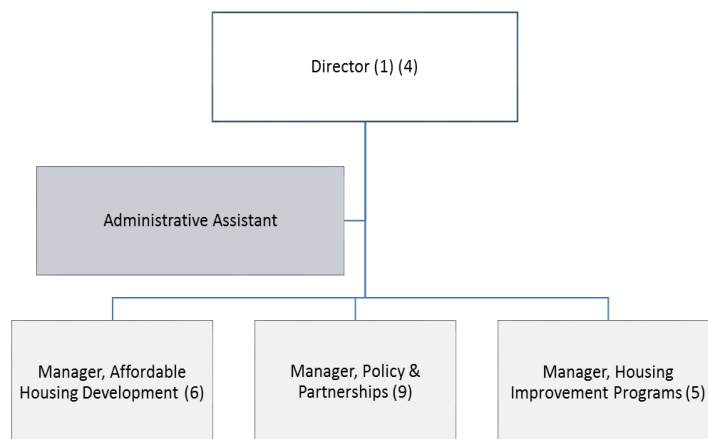 Director (1) (4)
Administrative Assistant
Manager, Affordable
Housing Development (6)
Manager, Policy &
Partnerships (9)
Manager, Housing
Improvement Programs (5)